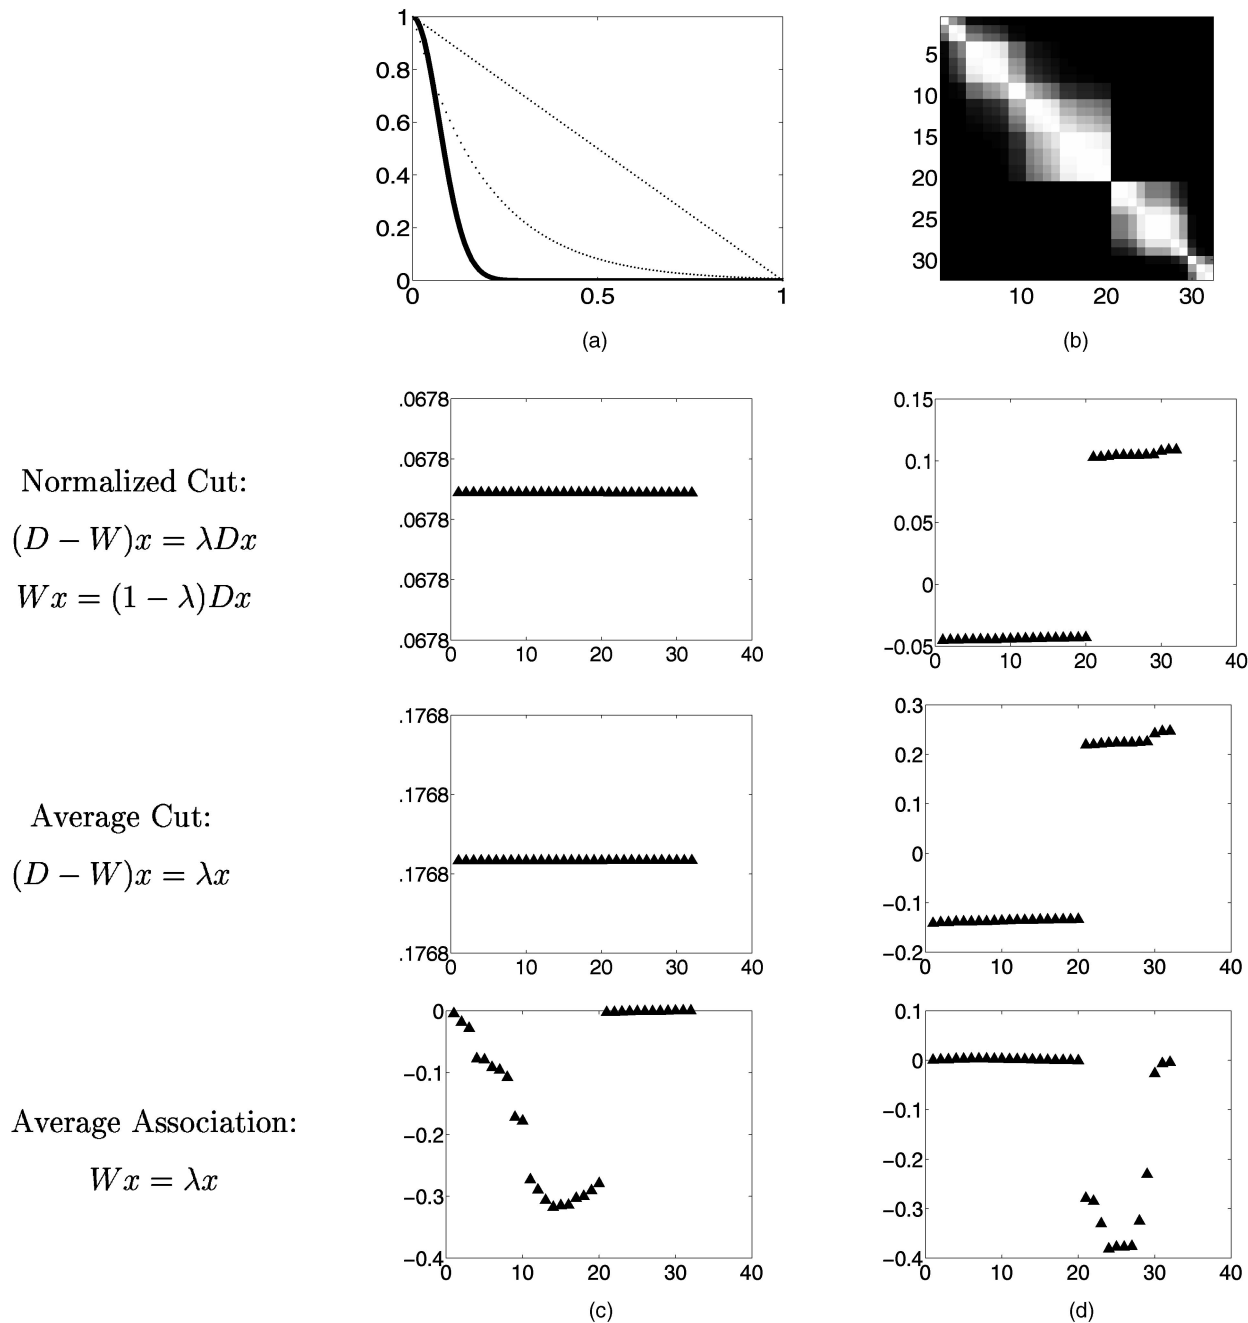 1
0.8
0.6
0.4
0.2
0
0 0.5 1
(a)
5
10
15
20
25
30
10 20 30
(b)
Normalized Cut:
(D − W)x = λDx
Wx = (1 − λ)Dx
.0678
.0678
.0678
.0678
.0678
0 10 20 30 40
0.15
0.1
0.05
0
−0.05
0 10 20 30 40
Average Cut:
(D − W)x = λx
.1768
.1768
.1768
.1768
0 10 20 30 40
0.3
0.2
0.1
0
−0.1
−0.2
0 10 20 30 40
Average Association:
Wx = λx
0
−0.1
−0.2
−0.3
−0.4
0 10 20 30 40
(c)
0.1
0
−0.1
−0.2
−0.3
−0.4
0 10 20 30 40
(d)